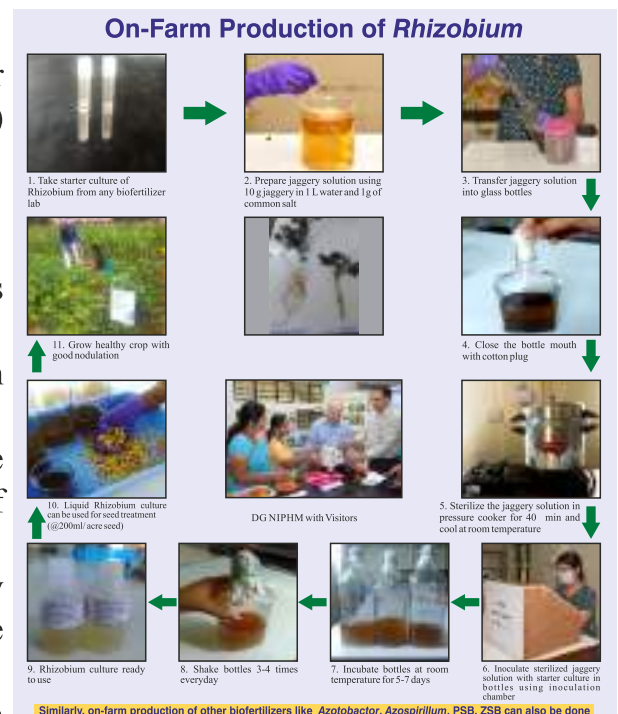 On-Farm Production of Rhizobium
1. Take starter culture of
Rhizobium from any biofertilizer
lab
2. Prepare jaggery solution using
10 g jaggery in 1 L water and 1g of
common salt
3. Transfer jaggery solution
into glass bottles
4. Close the bottle mouth
with cotton plug
5. Sterilize the jaggery solution in
pressure cooker for 40 min and
cool at room temperature
6. Inoculate sterilized jaggery
solution with starter culture in
bottles using inoculation
chamber
7. Incubate bottles at room
temperature for 5-7 days
8. Shake bottles 3-4 times
everyday
9. Rhizobium culture ready
to use
10. Liquid Rhizobium culture
can be used for seed treatment
(@200ml/ acre seed)
11. Grow healthy crop with
good nodulation
DG NIPHM with Visitors
Similarly, on-farm production of other biofertilizers like Azotobactor, Azospirillum, PSB, ZSB can also be done